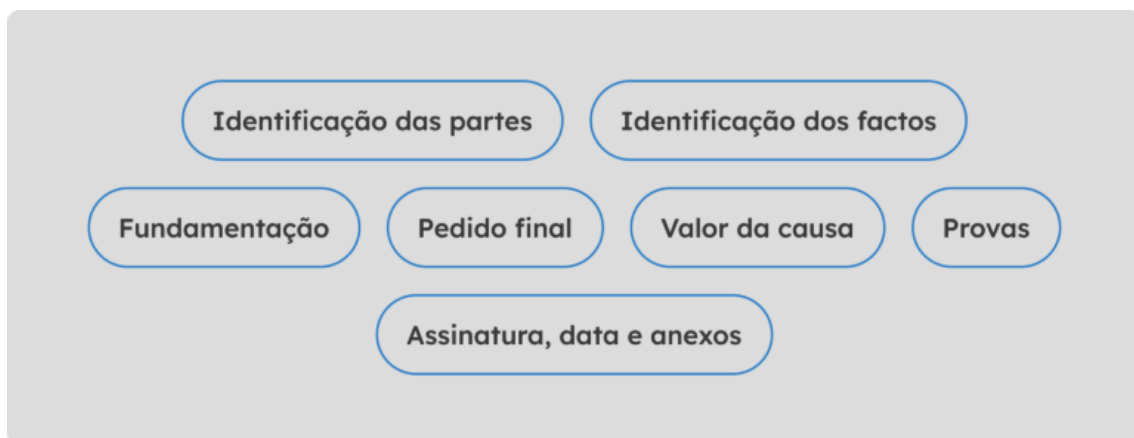 Identificação das partes Identificação dos factos
Fundamentação Pedido final Valor da causa Provas
Assinatura, data e anexos